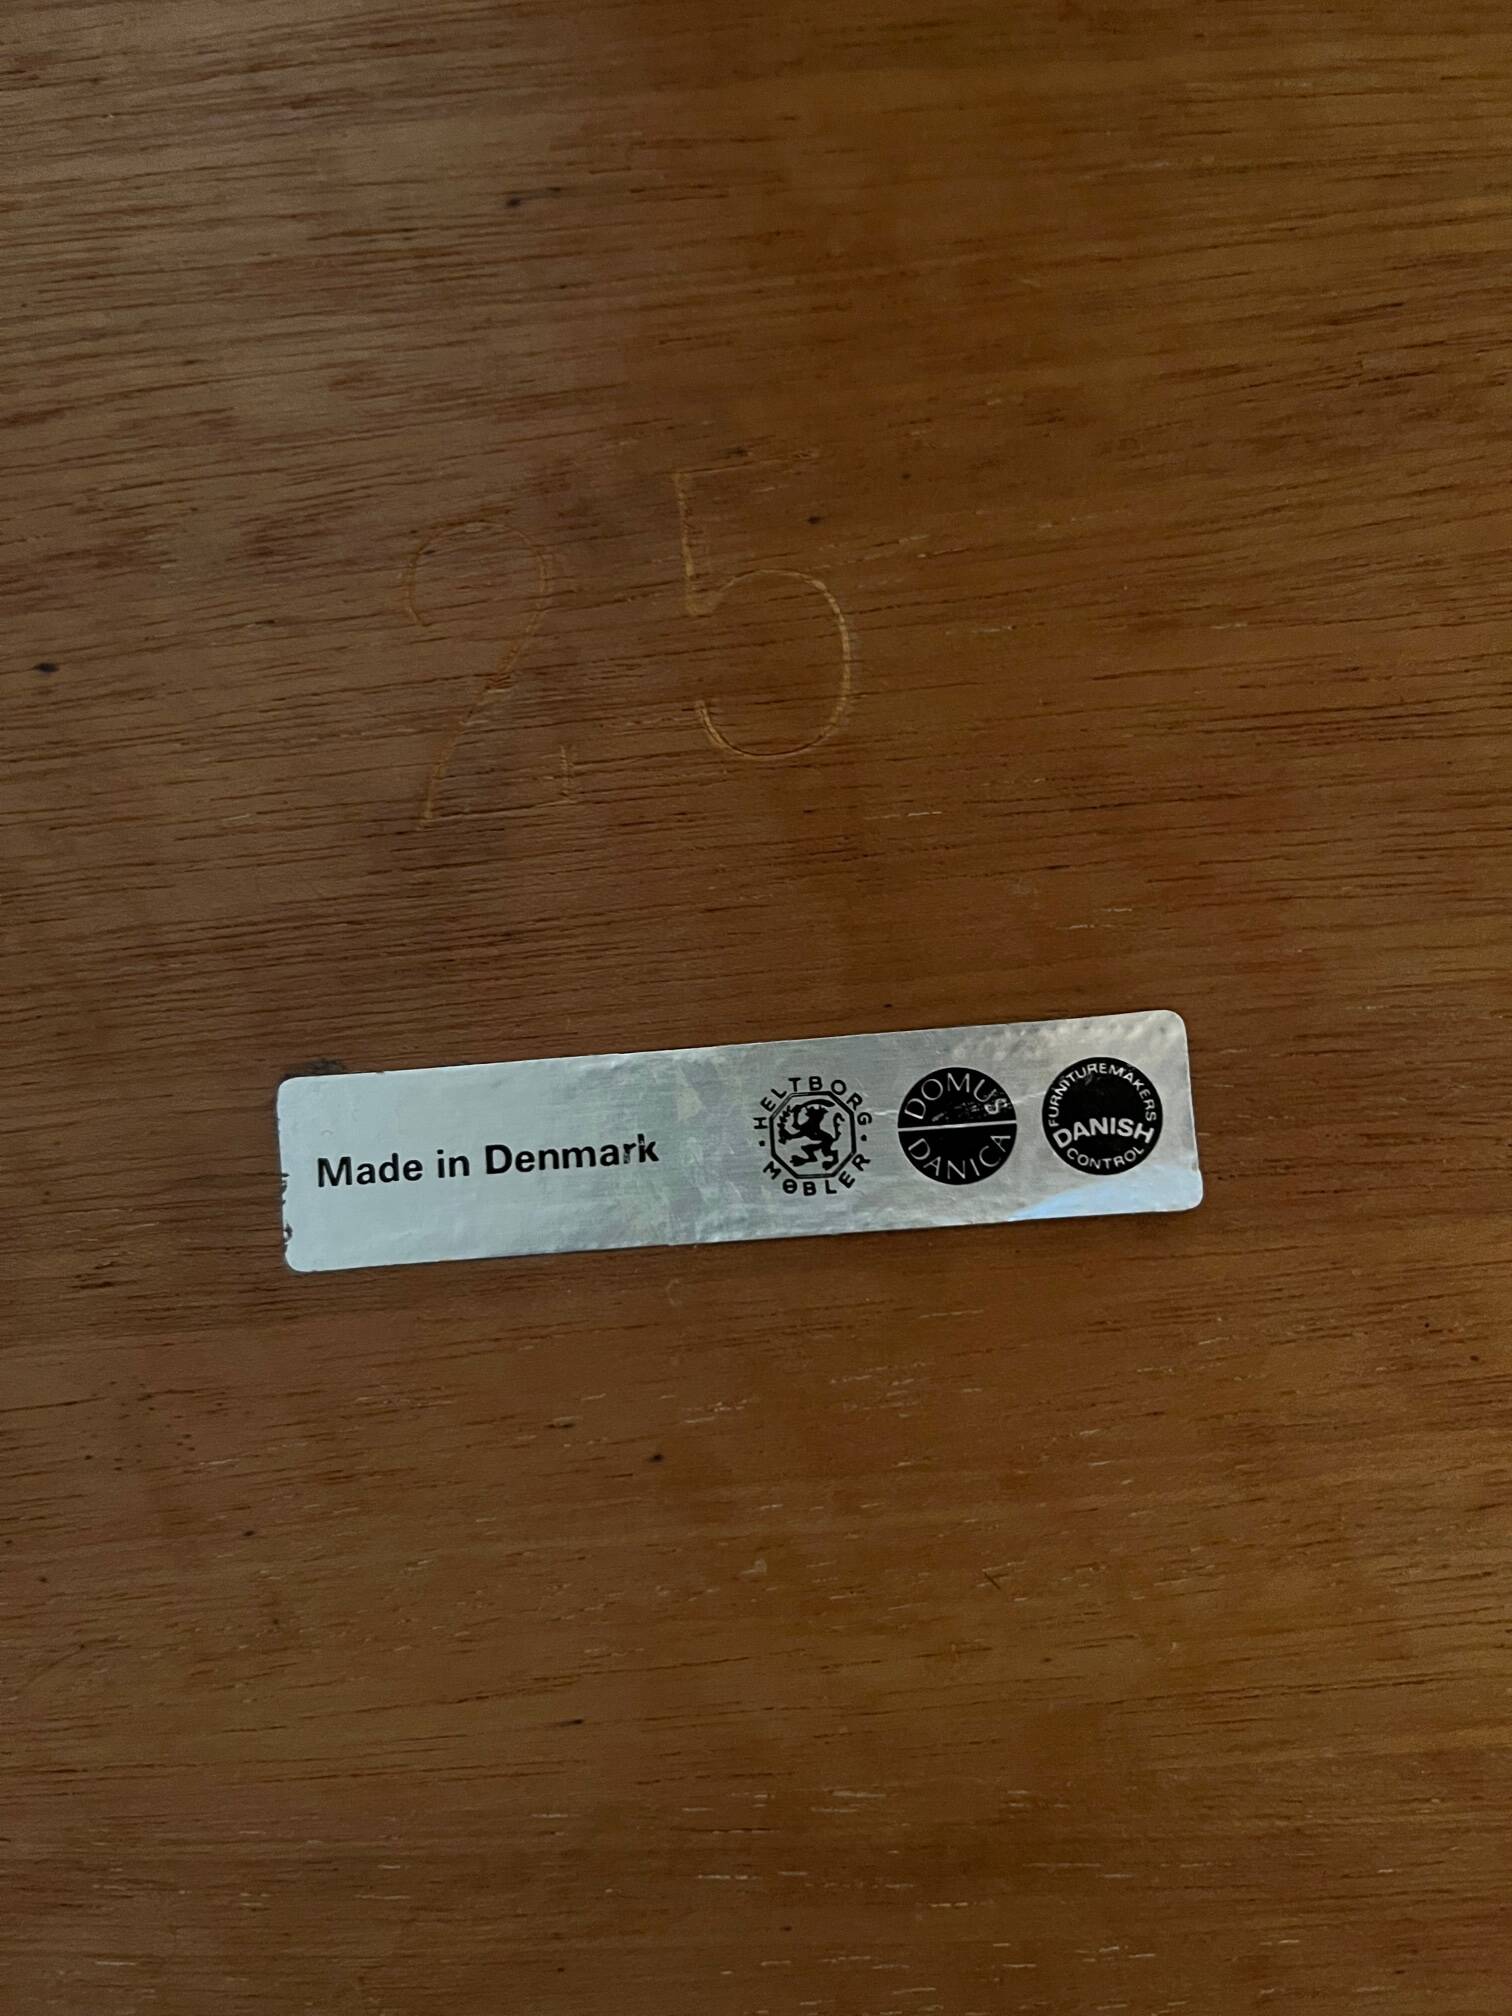 25
Made in Denmark
HELTBORG
MØBLER
DOMUS
DANICA
FURNITUREMAKERS
DANISH
CONTROL